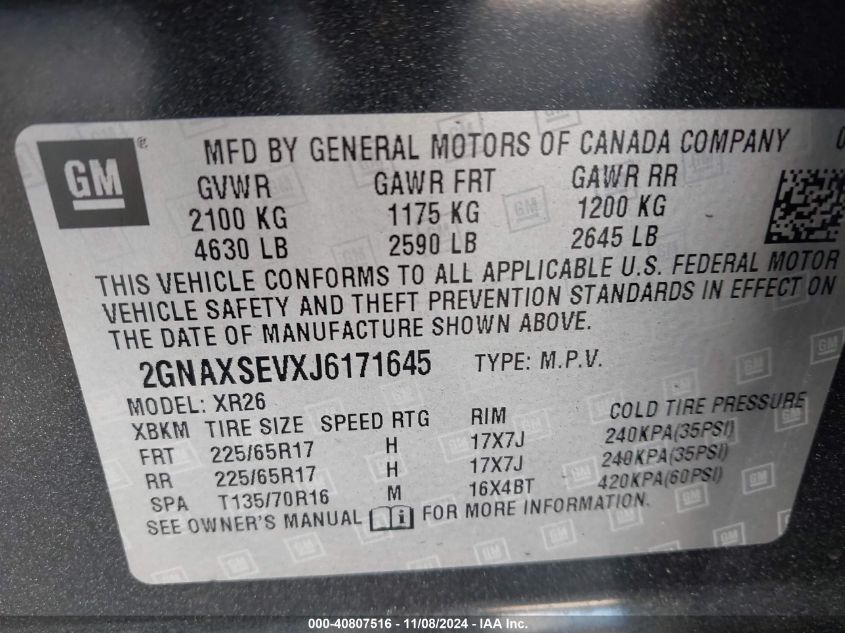 GM ®
MFD BY GENERAL MOTORS OF CANADA COMPANY 0
GVWR GAWR FRT GAWR RR
2100 KG 1175 KG 1200 KG
4630 LB 2590 LB 2645 LB
THIS VEHICLE CONFORMS TO ALL APPLICABLE U.S. FEDERAL MOTOR
VEHICLE SAFETY AND THEFT PREVENTION STANDARDS IN EFFECT ON
THE DATE OF MANUFACTURE SHOWN ABOVE.
2GNAXSEVXJ6171645 TYPE: M.P.V.
MODEL: XR26
XBKM TIRE SIZE SPEED RTG RIM COLD TIRE PRESSURE
FRT 225/65R17 H 17X7J 240KPA(35PSI)
RR 225/65R17 H 17X7J 240KPA(35PSI)
SPA T135/70R16 M 16X4BT 420KPA(60PSI)
SEE OWNER'S MANUAL i FOR MORE INFORMATION.
000-40807516 - 11/08/2024 - IAA Inc.